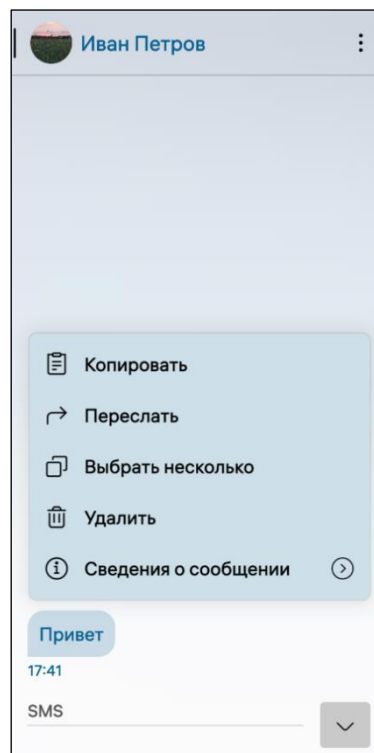 Иван Петров
Копировать
Переслать
Выбрать несколько
Удалить
Сведения о сообщении
Привет
17:41
SMS